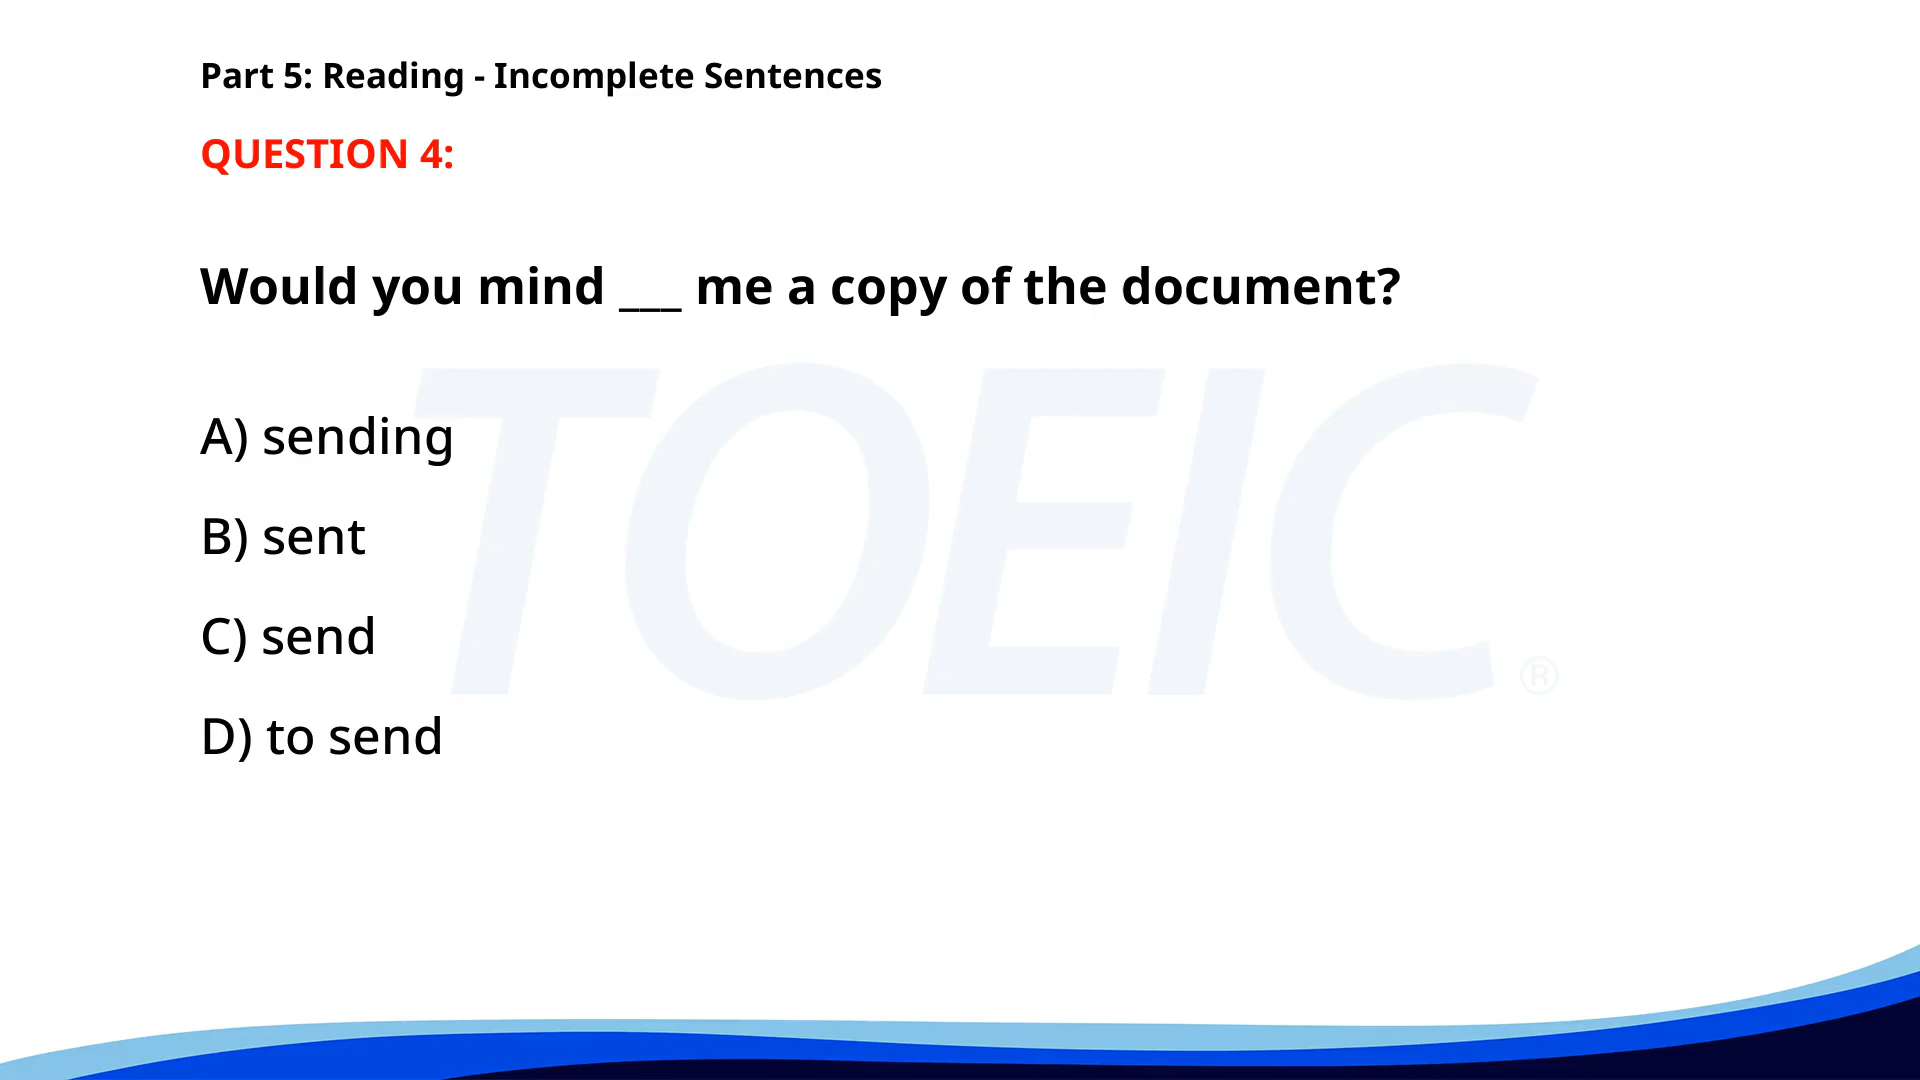 Part 5: Reading - Incomplete Sentences
QUESTION 4:
Would you mind ___ me a copy of the document?
TOEIC®
A) sending
B) sent
C) send
D) to send